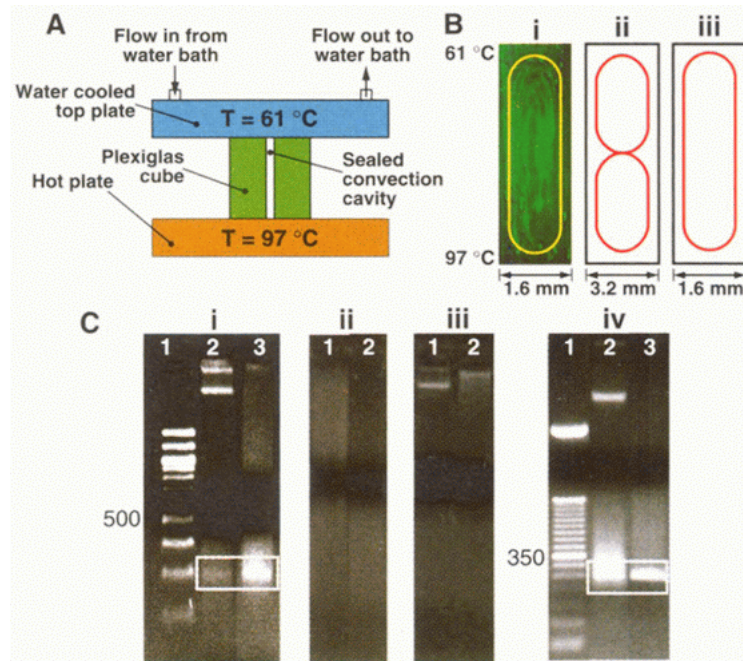 A
Flow in from
water bath
Flow out to
water bath
Water cooled
top plate
T = 61 °C
Plexiglas
cube
Sealed
convection
cavity
Hot plate
T = 97 °C
B
i
ii
iii
61 °C
97 °C
1.6 mm
3.2 mm
1.6 mm
C
i
ii
iii
iv
1
2
3
1
2
1
2
1
2
3
500
350